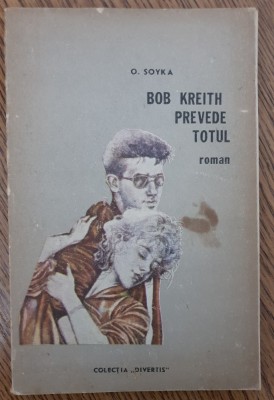 O. SOYKA
BOB KREITH
PREVEDE
TOTUL
roman
COLECȚIA „DIVERTIS"